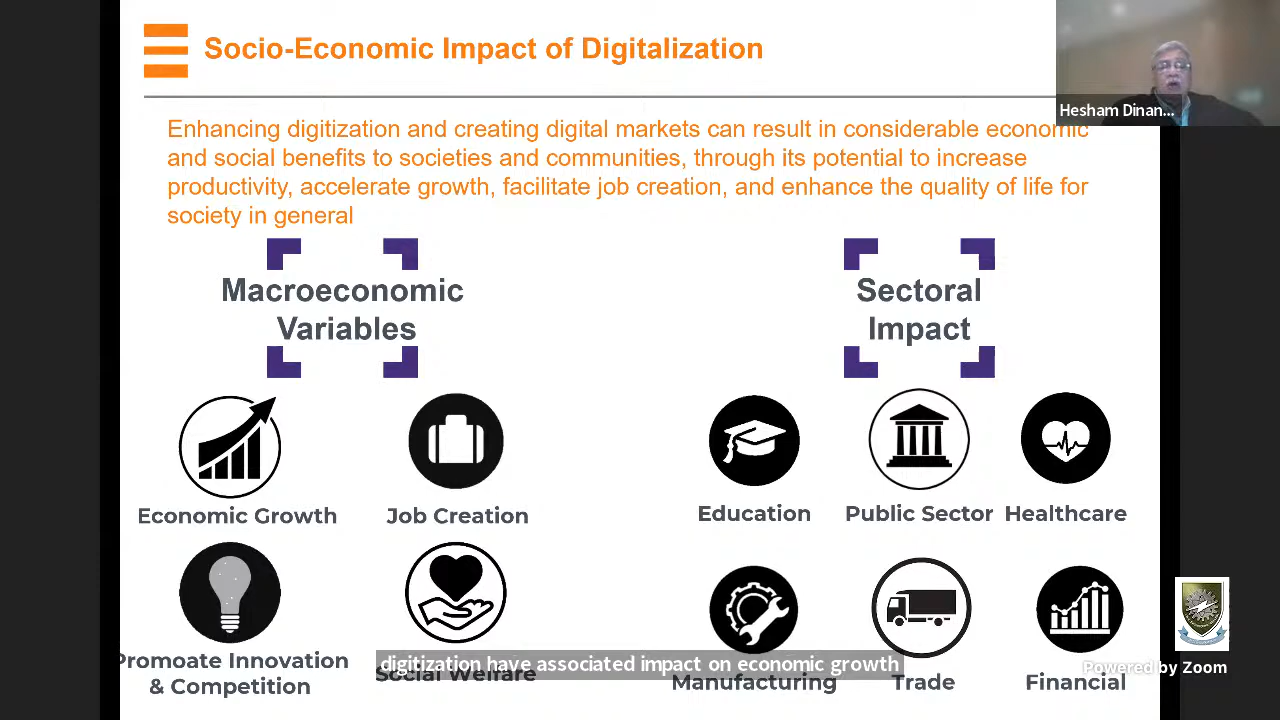 Socio-Economic Impact of Digitalization
Hesham Dinan...
Enhancing digitization and creating digital markets can result in considerable economic
and social benefits to societies and communities, through its potential to increase
productivity, accelerate growth, facilitate job creation, and enhance the quality of life for
society in general
Macroeconomic
Variables
Sectoral
Impact
Economic Growth
Job Creation
Education
Public Sector
Healthcare
Promoate Innovation
& Competition
Social Welfare
digitization have associated impact on economic growth
Manufacturing
Trade
Financial
Powered by Zoom